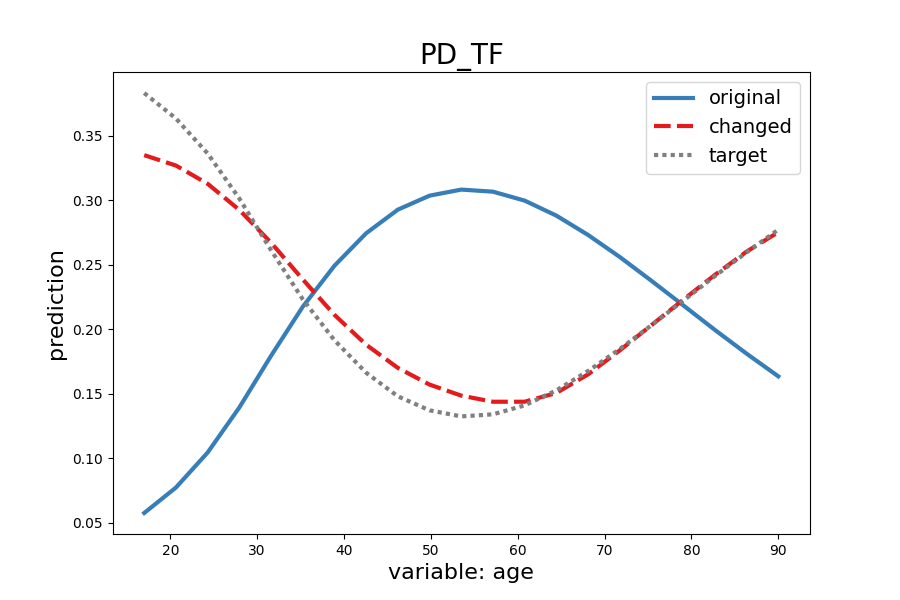 PD_TF
original
changed
target
prediction
0.35
0.30
0.25
0.20
0.15
0.10
0.05
20 30 40 50 60 70 80 90
variable: age